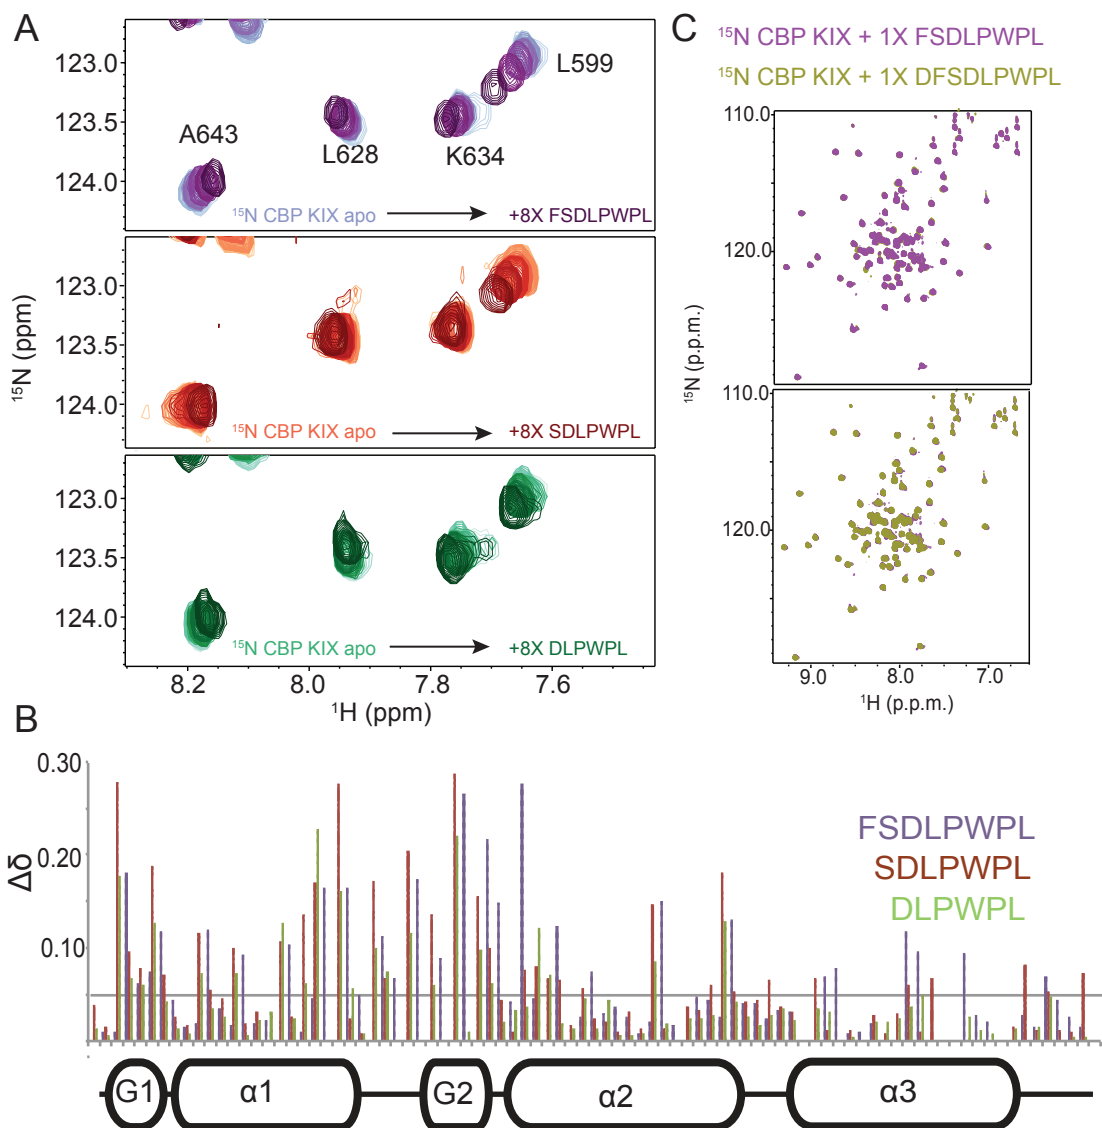 A
123.0
123.5
124.0
A643
L628
K634
L599
¹⁵N CBP KIX apo
+8X FSDLPWPL
123.0
123.5
124.0
¹⁵N CBP KIX apo
+8X SDLPWPL
123.0
123.5
124.0
¹⁵N CBP KIX apo
+8X DLPWPL
¹⁵N (ppm)
8.2 8.0 7.8 7.6
¹H (ppm)
C
¹⁵N CBP KIX + 1X FSDLPWPL
¹⁵N CBP KIX + 1X DFSDLPWPL
110.0
120.0
110.0
120.0
¹⁵N (p.p.m.)
9.0 8.0 7.0
¹H (p.p.m.)
B
0.30
0.20
0.10
Δδ
FSDLPWPL
SDLPWPL
DLPWPL
G1 α1 G2 α2 α3